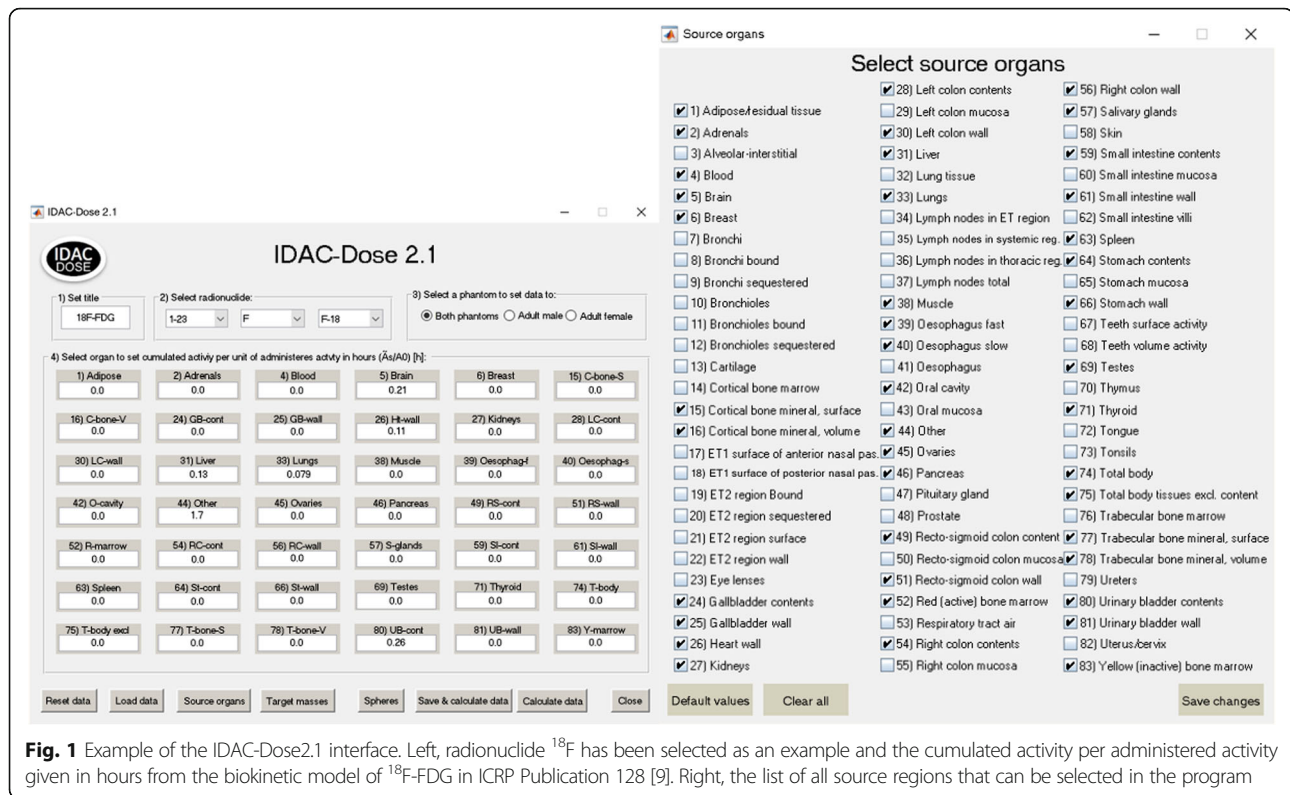 IDAC-Dose 2.1
IDAC
DOSE
IDAC-Dose 2.1
1) Set title
18F-FDG
2) Select radionuclide:
1-23 F F-18
3) Select a phantom to set data to:
Both phantoms Adult male Adult female
4) Select organ to set cumulated activiy per unit of administeres actvty in hours (Ãs/A0) [h]:
1) Adipose 2) Adrenals 4) Blood 5) Brain 6) Breast 15) C-bone-S
0.0 0.0 0.0 0.21 0.0 0.0
16) C-bone-V 24) GB-cont 25) GB-wall 26) Ht-wall 27) Kidneys 28) LC-cont
0.0 0.0 0.0 0.11 0.0 0.0
30) LC-wall 31) Liver 33) Lungs 38) Muscle 39) Oesophag-f 40) Oesophag-s
0.0 0.13 0.079 0.0 0.0 0.0
42) O-cavity 44) Other 45) Ovaries 46) Pancreas 49) RS-cont 51) RS-wall
0.0 1.7 0.0 0.0 0.0 0.0
52) R-marrow 54) RC-cont 56) RC-wall 57) S-glands 59) SI-cont 61) SI-wall
0.0 0.0 0.0 0.0 0.0 0.0
63) Spleen 64) St-cont 66) St-wall 69) Testes 71) Thyroid 74) T-body
0.0 0.0 0.0 0.0 0.0 0.0
75) T-body excl 77) T-bone-S 78) T-bone-V 80) UB-cont 81) UB-wall 83) Y-marrow
0.0 0.0 0.0 0.26 0.0 0.0
Reset data Load data Source organs Target masses Spheres Save & calculate data Calculate data Close
Source organs
Select source organs
1) Adipose/residual tissue
2) Adrenals
3) Alveolar-interstitial
4) Blood
5) Brain
6) Breast
7) Bronchi
8) Bronchi bound
9) Bronchi sequestered
10) Bronchioles
11) Bronchioles bound
12) Bronchioles sequestered
13) Cartilage
14) Cortical bone marrow
15) Cortical bone mineral, surface
16) Cortical bone mineral, volume
17) ET1 surface of anterior nasal pas.
18) ET1 surface of posterior nasal pas.
19) ET2 region Bound
20) ET2 region sequestered
21) ET2 region surface
22) ET2 region wall
23) Eye lenses
24) Gallbladder contents
25) Gallbladder wall
26) Heart wall
27) Kidneys
28) Left colon contents
29) Left colon mucosa
30) Left colon wall
31) Liver
32) Lung tissue
33) Lungs
34) Lymph nodes in ET region
35) Lymph nodes in systemic reg.
36) Lymph nodes in thoracic reg.
37) Lymph nodes total
38) Muscle
39) Oesophagus fast
40) Oesophagus slow
41) Oesophagus
42) Oral cavity
43) Oral mucosa
44) Other
45) Ovaries
46) Pancreas
47) Pituitary gland
48) Prostate
49) Recto-sigmoid colon content
50) Recto-sigmoid colon mucosa
51) Recto-sigmoid colon wall
52) Red (active) bone marrow
53) Respiratory tract air
54) Right colon contents
55) Right colon mucosa
56) Right colon wall
57) Salivary glands
58) Skin
59) Small intestine contents
60) Small intestine mucosa
61) Small intestine wall
62) Small intestine villi
63) Spleen
64) Stomach contents
65) Stomach mucosa
66) Stomach wall
67) Teeth surface activity
68) Teeth volume activity
69) Testes
70) Thymus
71) Thyroid
72) Tongue
73) Tonsils
74) Total body
75) Total body tissues excl. content
76) Trabecular bone marrow
77) Trabecular bone mineral, surface
78) Trabecular bone mineral, volume
79) Ureters
80) Urinary bladder contents
81) Urinary bladder wall
82) Uterus/cervix
83) Yellow (inactive) bone marrow
Default values Clear all Save changes
Fig. 1 Example of the IDAC-Dose2.1 interface. Left, radionuclide ¹⁸F has been selected as an example and the cumulated activity per administered activity
given in hours from the biokinetic model of ¹⁸F-FDG in ICRP Publication 128 [9]. Right, the list of all source regions that can be selected in the program